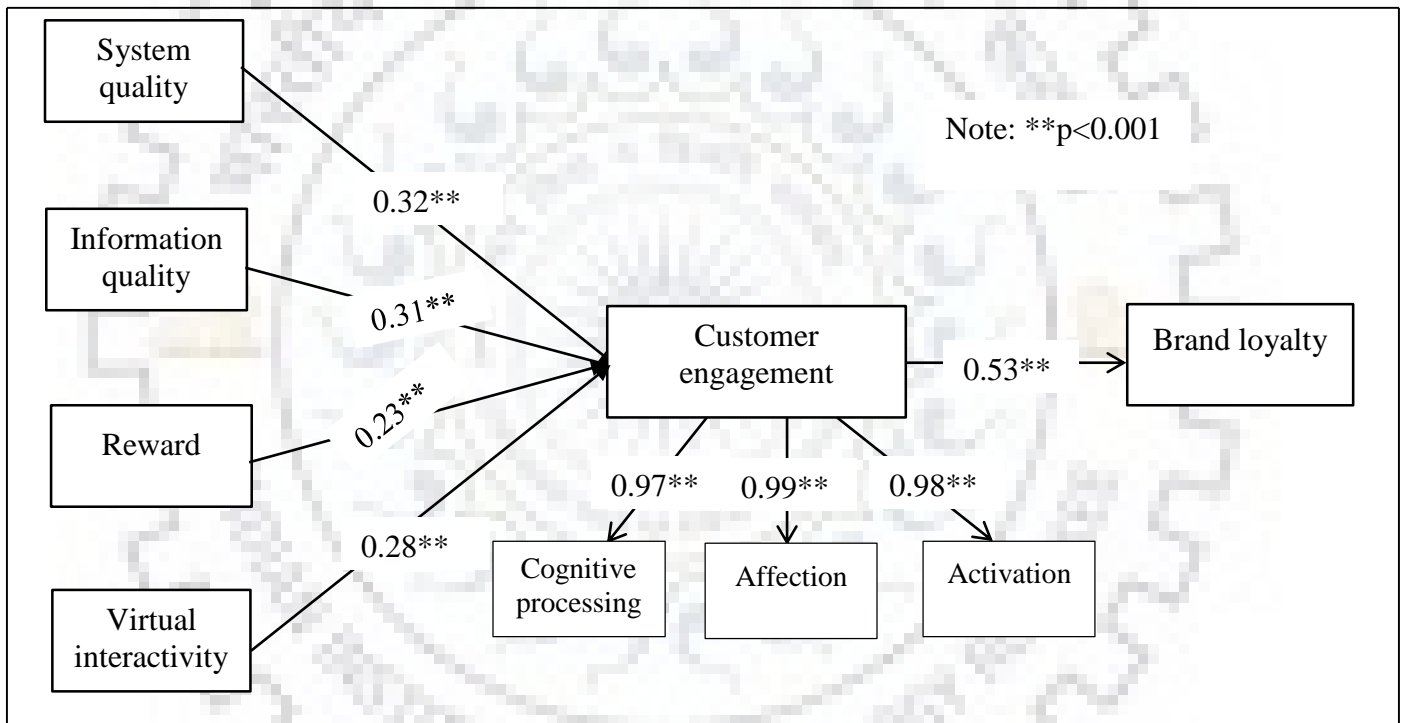 System
quality
Note: **p<0.001
0.32**
Information
quality
0.31**
Customer
engagement
0.53**
Brand loyalty
Reward
0.23**
0.97**
0.99**
0.98**
0.28**
Cognitive
processing
Affection
Activation
Virtual
interactivity